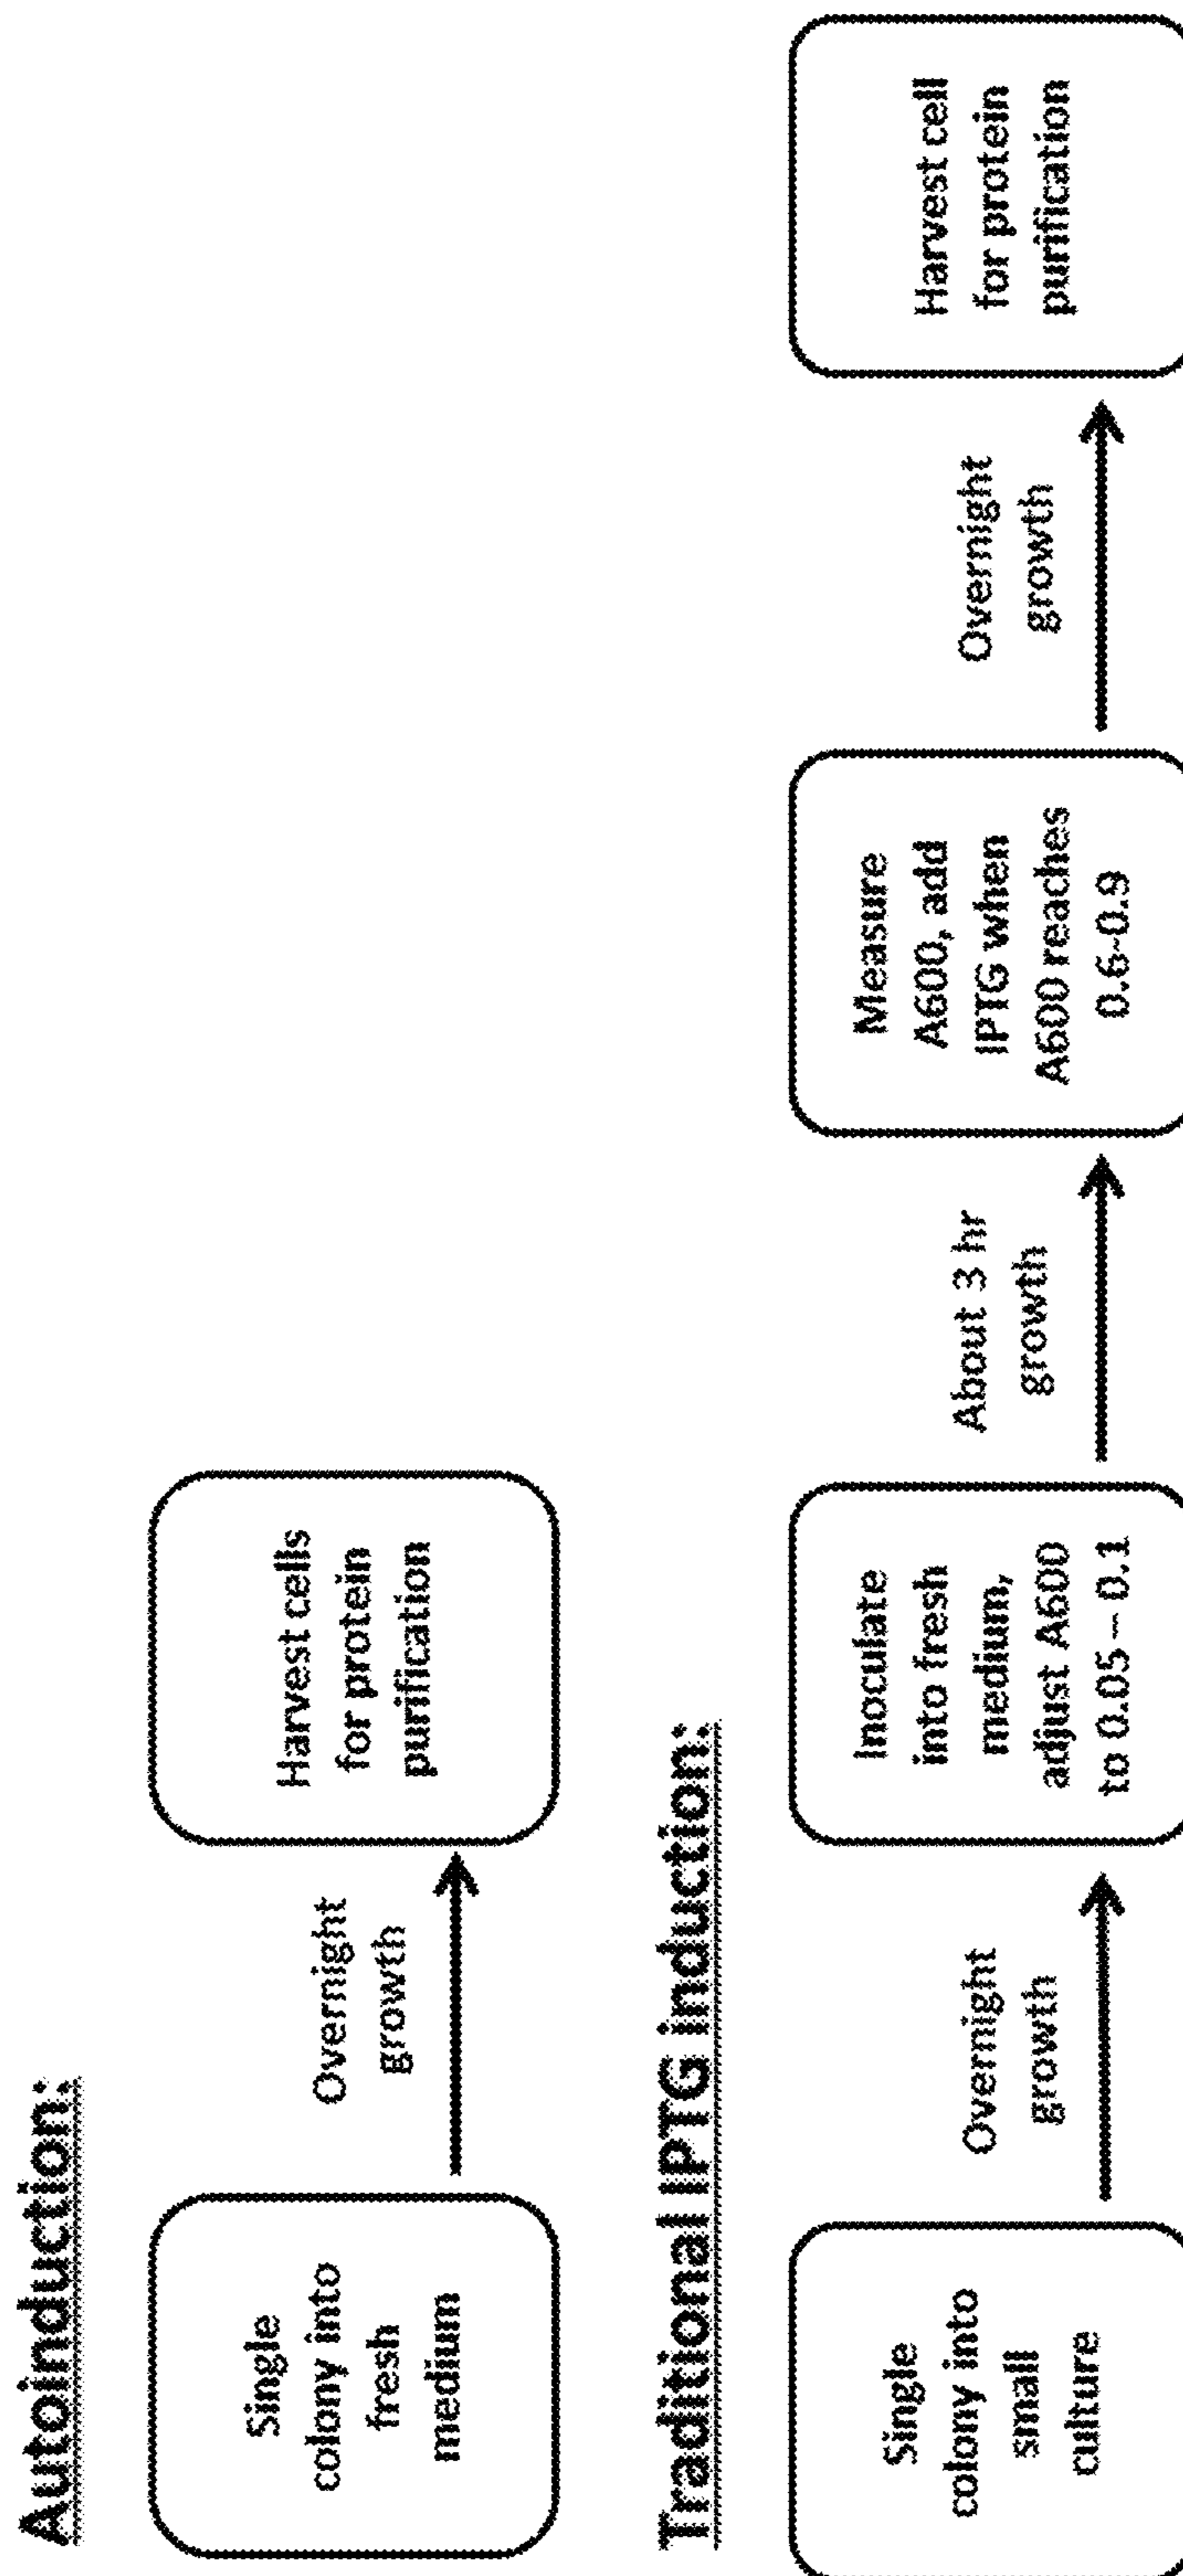 Autoinduction:
Single
colony into
fresh
medium
Overnight
growth
Harvest cells
for protein
purification
Traditional IPTG induction:
Single
colony into
small
culture
Overnight
growth
Inoculate
into fresh
medium,
adjust A600
to 0.05 – 0.1
About 3 hr
growth
Measure
A600, add
IPTG when
A600 reaches
0.6~0.9
Overnight
growth
Harvest cell
for protein
purification